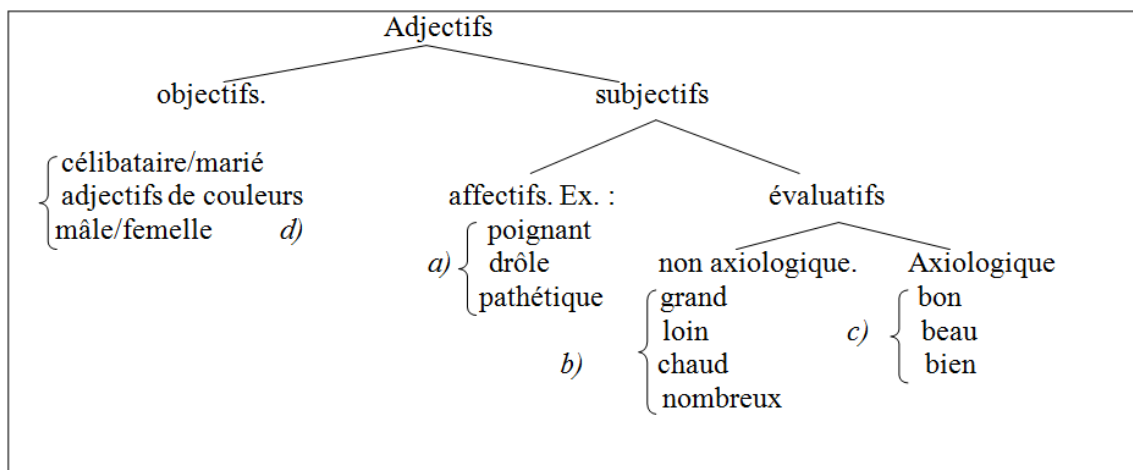 Adjectifs
objectifs. subjectifs
célibataire/marié
adjectifs de couleurs affectifs. Ex. : évaluatifs
mâle/femelle d) poignant
a) drôle non axiologique. Axiologique
pathétique grand bon
loin c) beau
b) chaud bien
nombreux